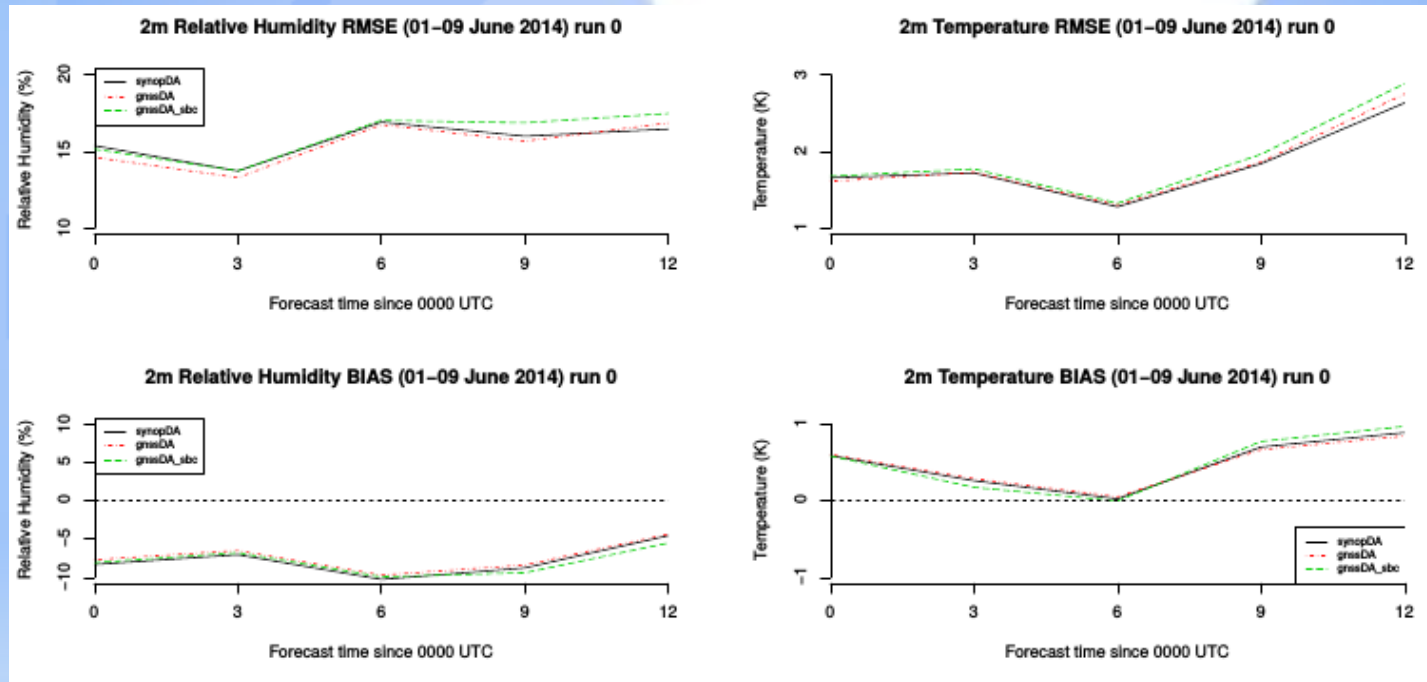 2m Relative Humidity RMSE (01–09 June 2014) run 0
Relative Humidity (%)
20
15
10
synopDA
gnssDA
gnssDA_sbc
0 3 6 9 12
Forecast time since 0000 UTC
2m Temperature RMSE (01–09 June 2014) run 0
Temperature (K)
3
2
1
0 3 6 9 12
Forecast time since 0000 UTC
2m Relative Humidity BIAS (01–09 June 2014) run 0
Relative Humidity (%)
10
5
0
−5
−10
synopDA
gnssDA
gnssDA_sbc
0 3 6 9 12
Forecast time since 0000 UTC
2m Temperature BIAS (01–09 June 2014) run 0
Temperature (K)
1
0
−1
synopDA
gnssDA
gnssDA_sbc
0 3 6 9 12
Forecast time since 0000 UTC